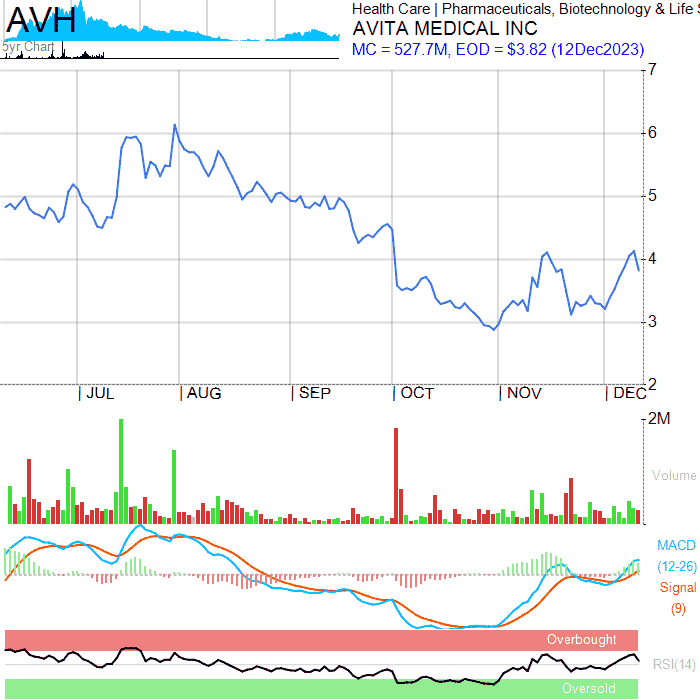 AVH
Health Care | Pharmaceuticals, Biotechnology & Life S
AVITA MEDICAL INC
MC = 527.7M, EOD = $3.82 (12Dec2023)
5yr Chart
7
6
5
4
3
2
JUL
AUG
SEP
OCT
NOV
DEC
2M
Volume
MACD
(12-26)
Signal
(9)
Overbought
RSI(14)
Oversold